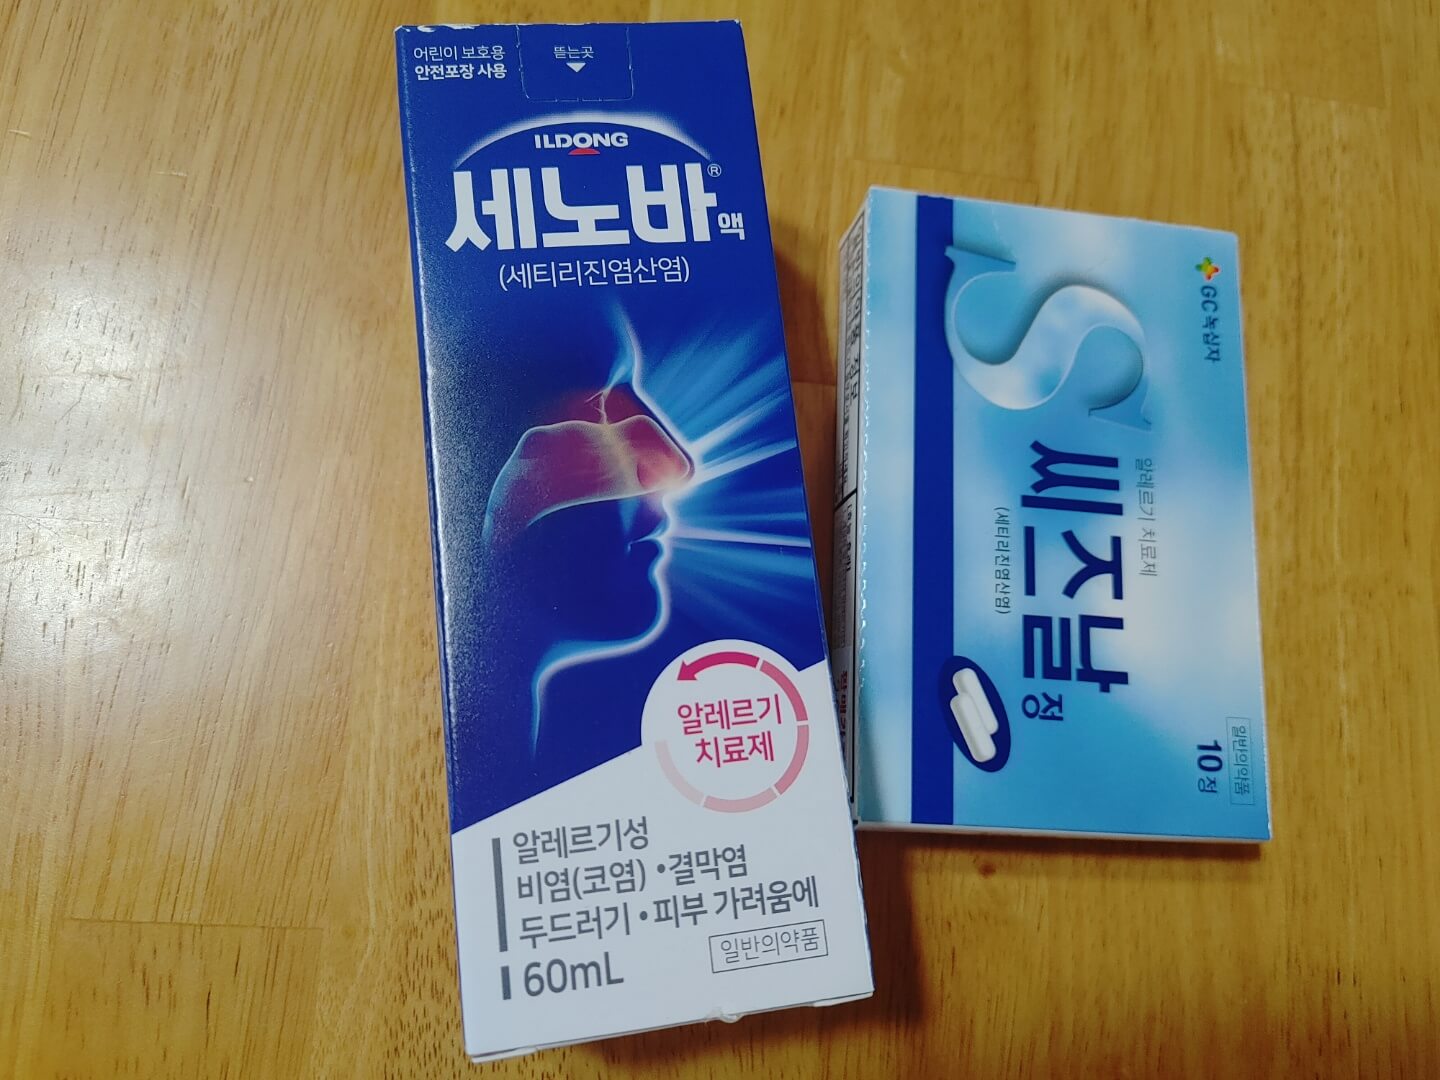 어린이 보호용
안전포장 사용
뜯는곳
ILDONG
세노바® 액
(세티리진염산염)
알레르기
치료제
알레르기성
비염(코염)•결막염
두드러기•피부 가려움에
60mL
일반의약품
GC녹십자
S
알레르기 치료제
씨즈날정
(세티리진염산염)
일반의약품
10정